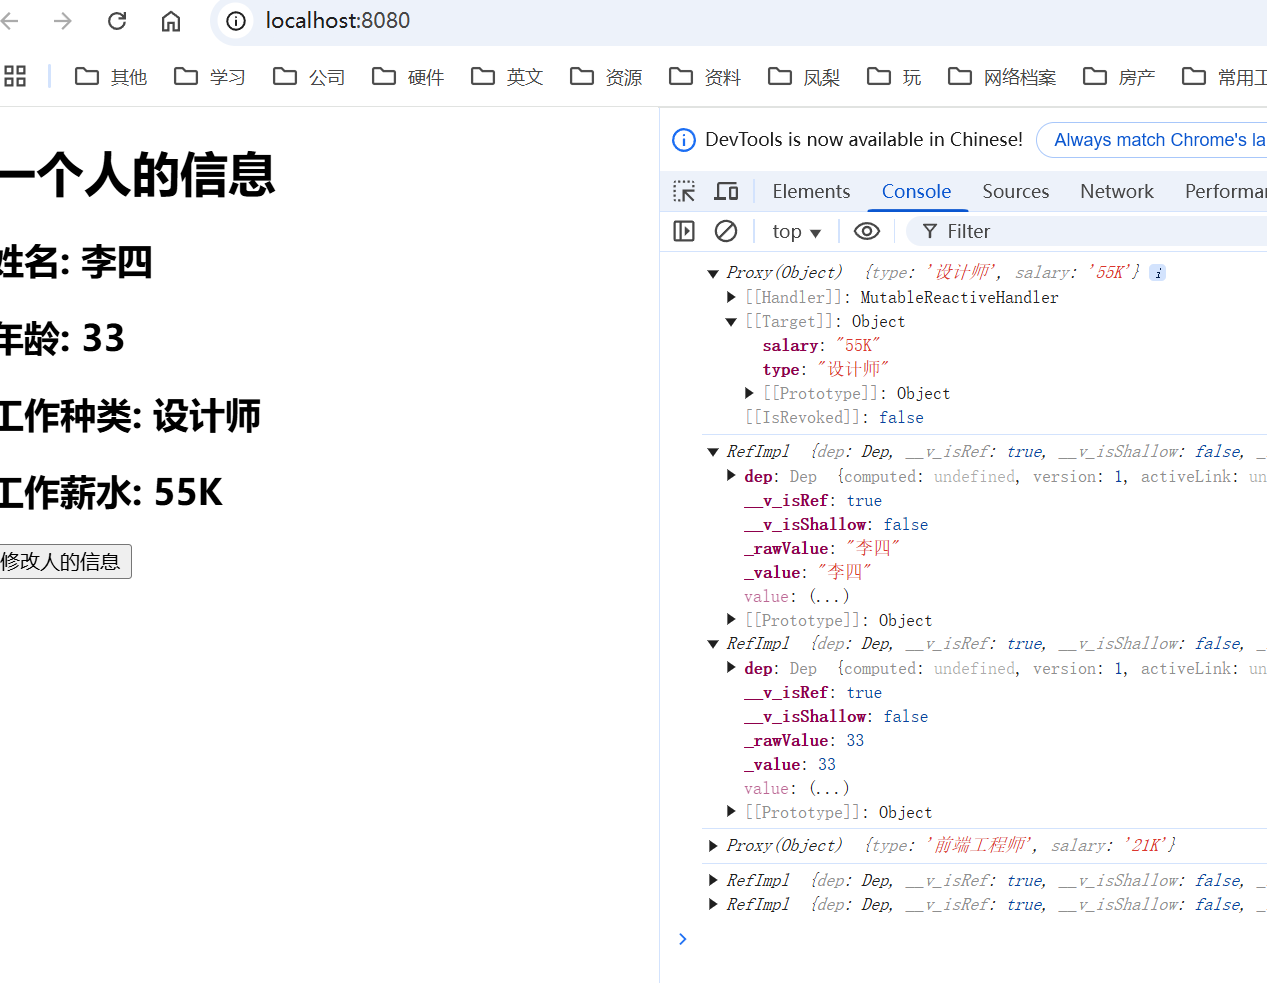 localhost:8080
其他 学习 公司 硬件 英文 资源 资料 凤梨 玩 网络档案 房产 常用工
DevTools is now available in Chinese! Always match Chrome's la
Elements Console Sources Network Performan
top Filter
一个人的信息
姓名: 李四
年龄: 33
工作种类: 设计师
工作薪水: 55K
修改人的信息
Proxy(Object) {type: '设计师', salary: '55K'} i
[[Handler]]: MutableReactiveHandler
[[Target]]: Object
salary: "55K"
type: "设计师"
[[Prototype]]: Object
[[IsRevoked]]: false
RefImpl {dep: Dep, __v_isRef: true, __v_isShallow: false, _
dep: Dep {computed: undefined, version: 1, activeLink: un
__v_isRef: true
__v_isShallow: false
_rawValue: "李四"
_value: "李四"
value: (...)
[[Prototype]]: Object
RefImpl {dep: Dep, __v_isRef: true, __v_isShallow: false, _
dep: Dep {computed: undefined, version: 1, activeLink: un
__v_isRef: true
__v_isShallow: false
_rawValue: 33
_value: 33
value: (...)
[[Prototype]]: Object
Proxy(Object) {type: '前端工程师', salary: '21K'}
RefImpl {dep: Dep, __v_isRef: true, __v_isShallow: false, _
RefImpl {dep: Dep, __v_isRef: true, __v_isShallow: false, _